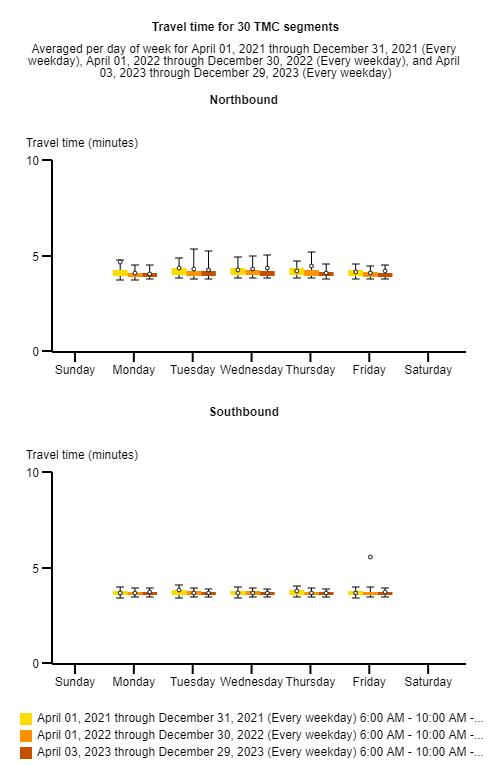 Travel time for 30 TMC segments
Averaged per day of week for April 01, 2021 through December 31, 2021 (Every
weekday), April 01, 2022 through December 30, 2022 (Every weekday), and April
03, 2023 through December 29, 2023 (Every weekday)
Northbound
Travel time (minutes)
10
5
0
Sunday Monday Tuesday Wednesday Thursday Friday Saturday
Southbound
Travel time (minutes)
10
5
0
Sunday Monday Tuesday Wednesday Thursday Friday Saturday
April 01, 2021 through December 31, 2021 (Every weekday) 6:00 AM - 10:00 AM -...
April 01, 2022 through December 30, 2022 (Every weekday) 6:00 AM - 10:00 AM -...
April 03, 2023 through December 29, 2023 (Every weekday) 6:00 AM - 10:00 AM -...